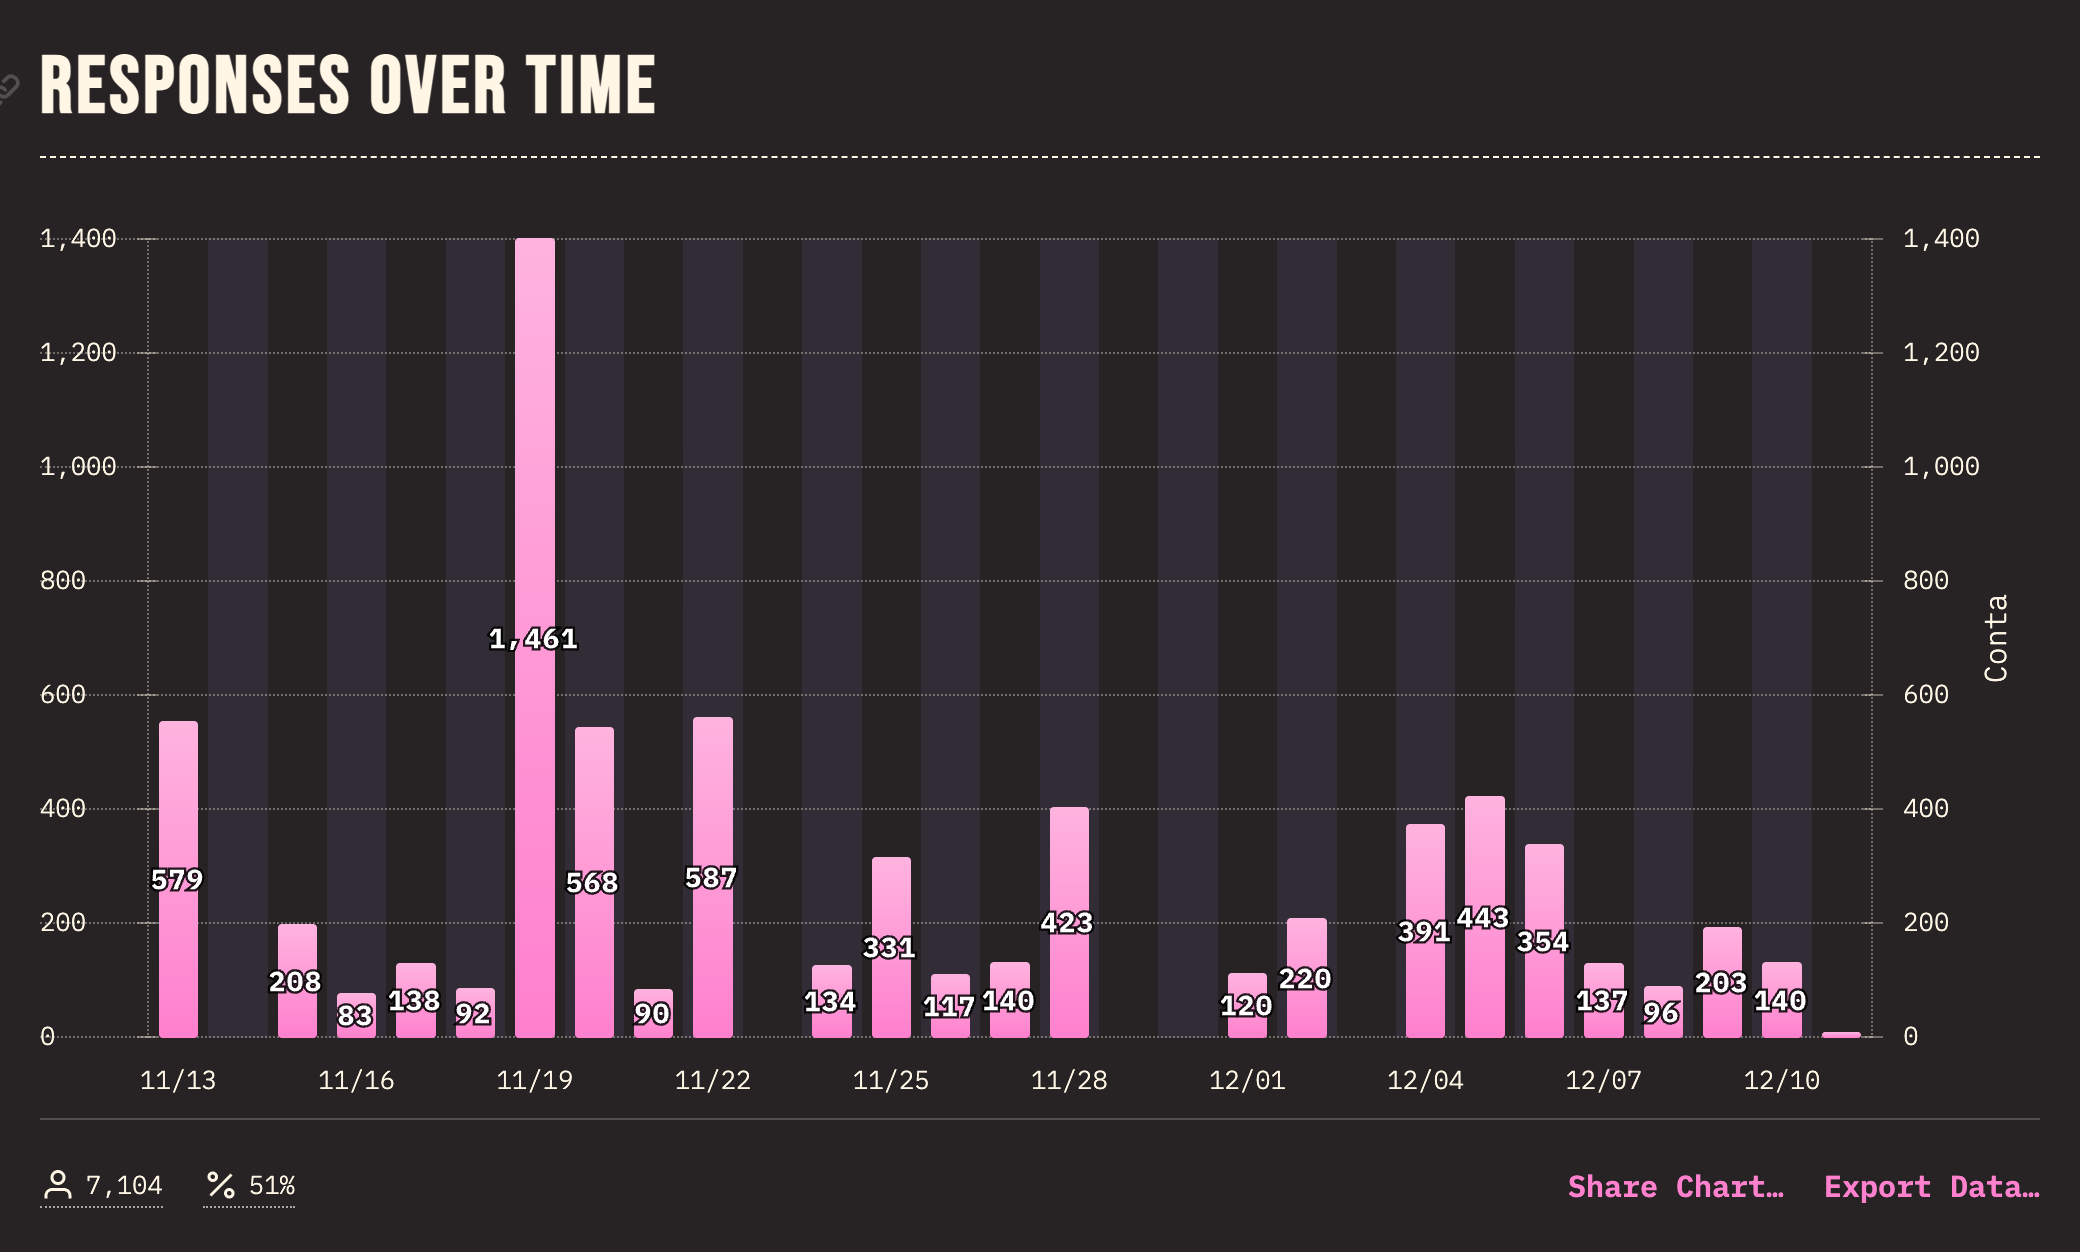 RESPONSES OVER TIME
1,400 1,400
1,200 1,200
1,000 1,000
800 800
600 600
400 400
200 200
0 0
Conta
579 208 83 138 92 1,461 568 90 587 134 331 117 140 423 120 220 391 443 354 137 96 203 140
11/13 11/16 11/19 11/22 11/25 11/28 12/01 12/04 12/07 12/10
7,104 51% Share Chart… Export Data…